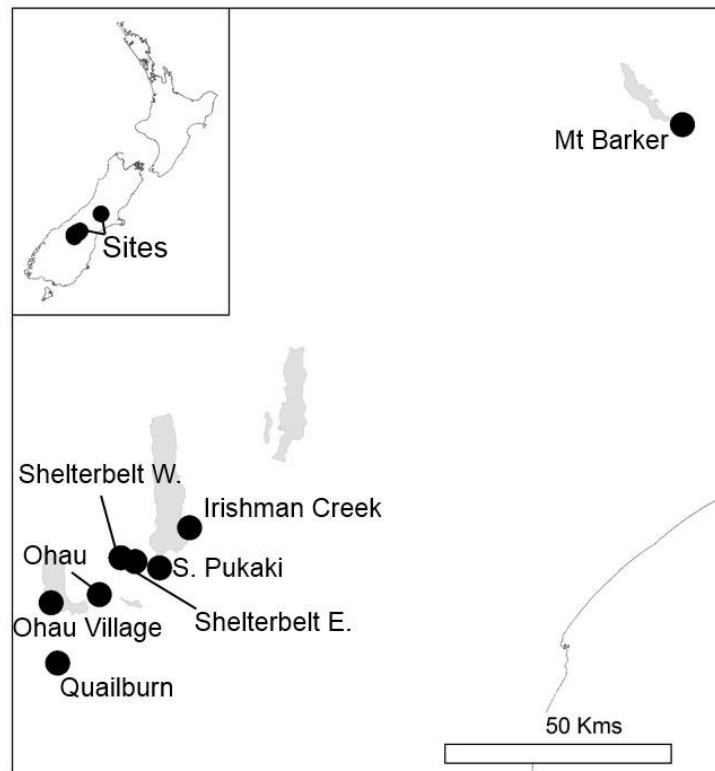 Mt Barker
Sites
Shelterbelt W.
Irishman Creek
Ohau
S. Pukaki
Shelterbelt E.
Ohau Village
Quailburn
50 Kms